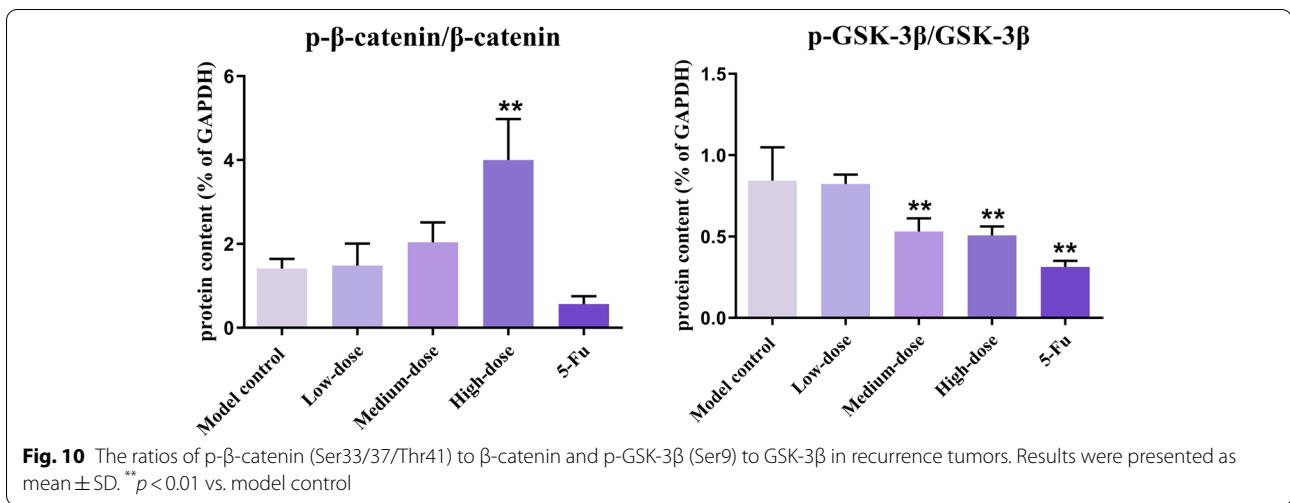 p-β-catenin/β-catenin
protein content (% of GAPDH)
6
4
2
0
**
Model control
Low-dose
Medium-dose
High-dose
5-Fu
p-GSK-3β/GSK-3β
protein content (% of GAPDH)
1.5
1.0
0.5
0.0
**
**
**
Model control
Low-dose
Medium-dose
High-dose
5-Fu
Fig. 10 The ratios of p-β-catenin (Ser33/37/Thr41) to β-catenin and p-GSK-3β (Ser9) to GSK-3β in recurrence tumors. Results were presented as
mean ± SD. **p < 0.01 vs. model control